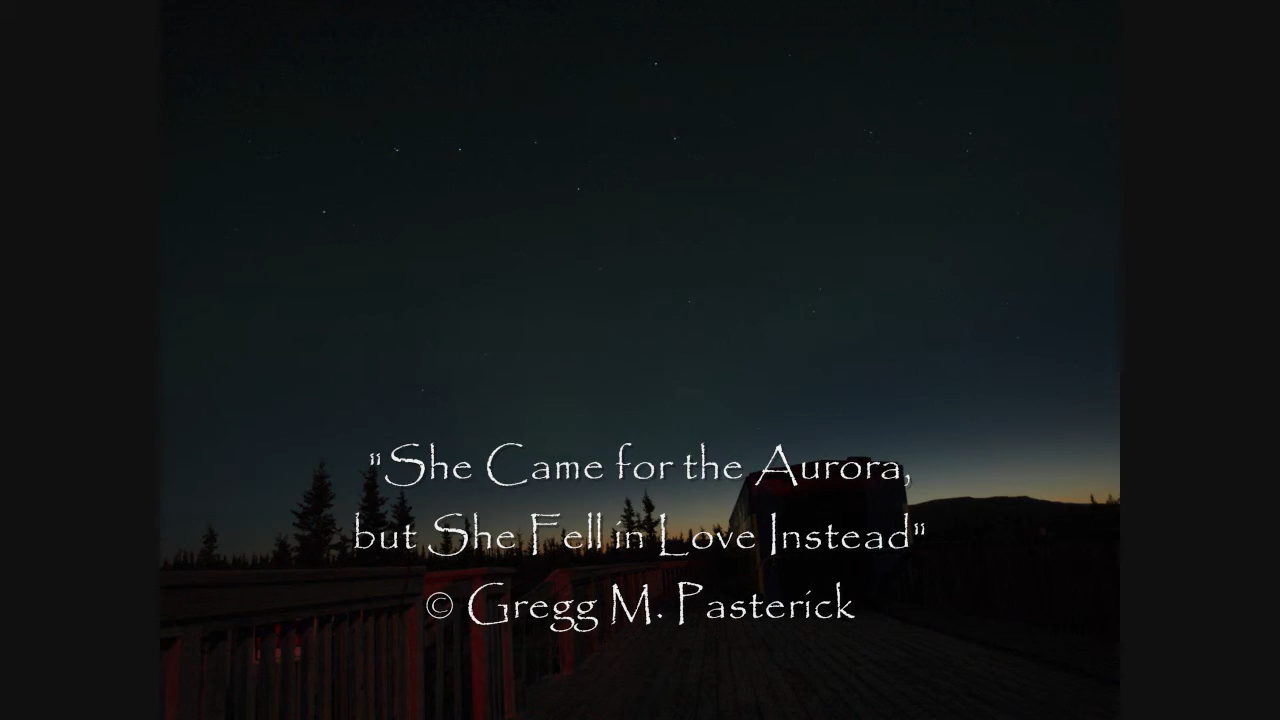 "She Came for the Aurora,
but She Fell in Love Instead"
© Gregg M. Pasterick